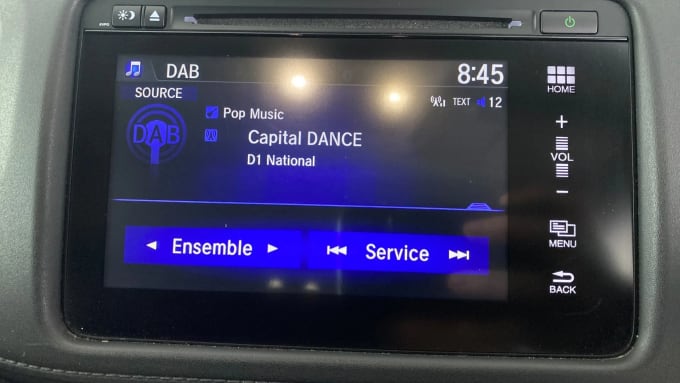 DAB
8:45
SOURCE
TEXT 12
DAB
Pop Music
Capital DANCE
D1 National
Ensemble
Service
HOME
+
VOL
−
MENU
BACK